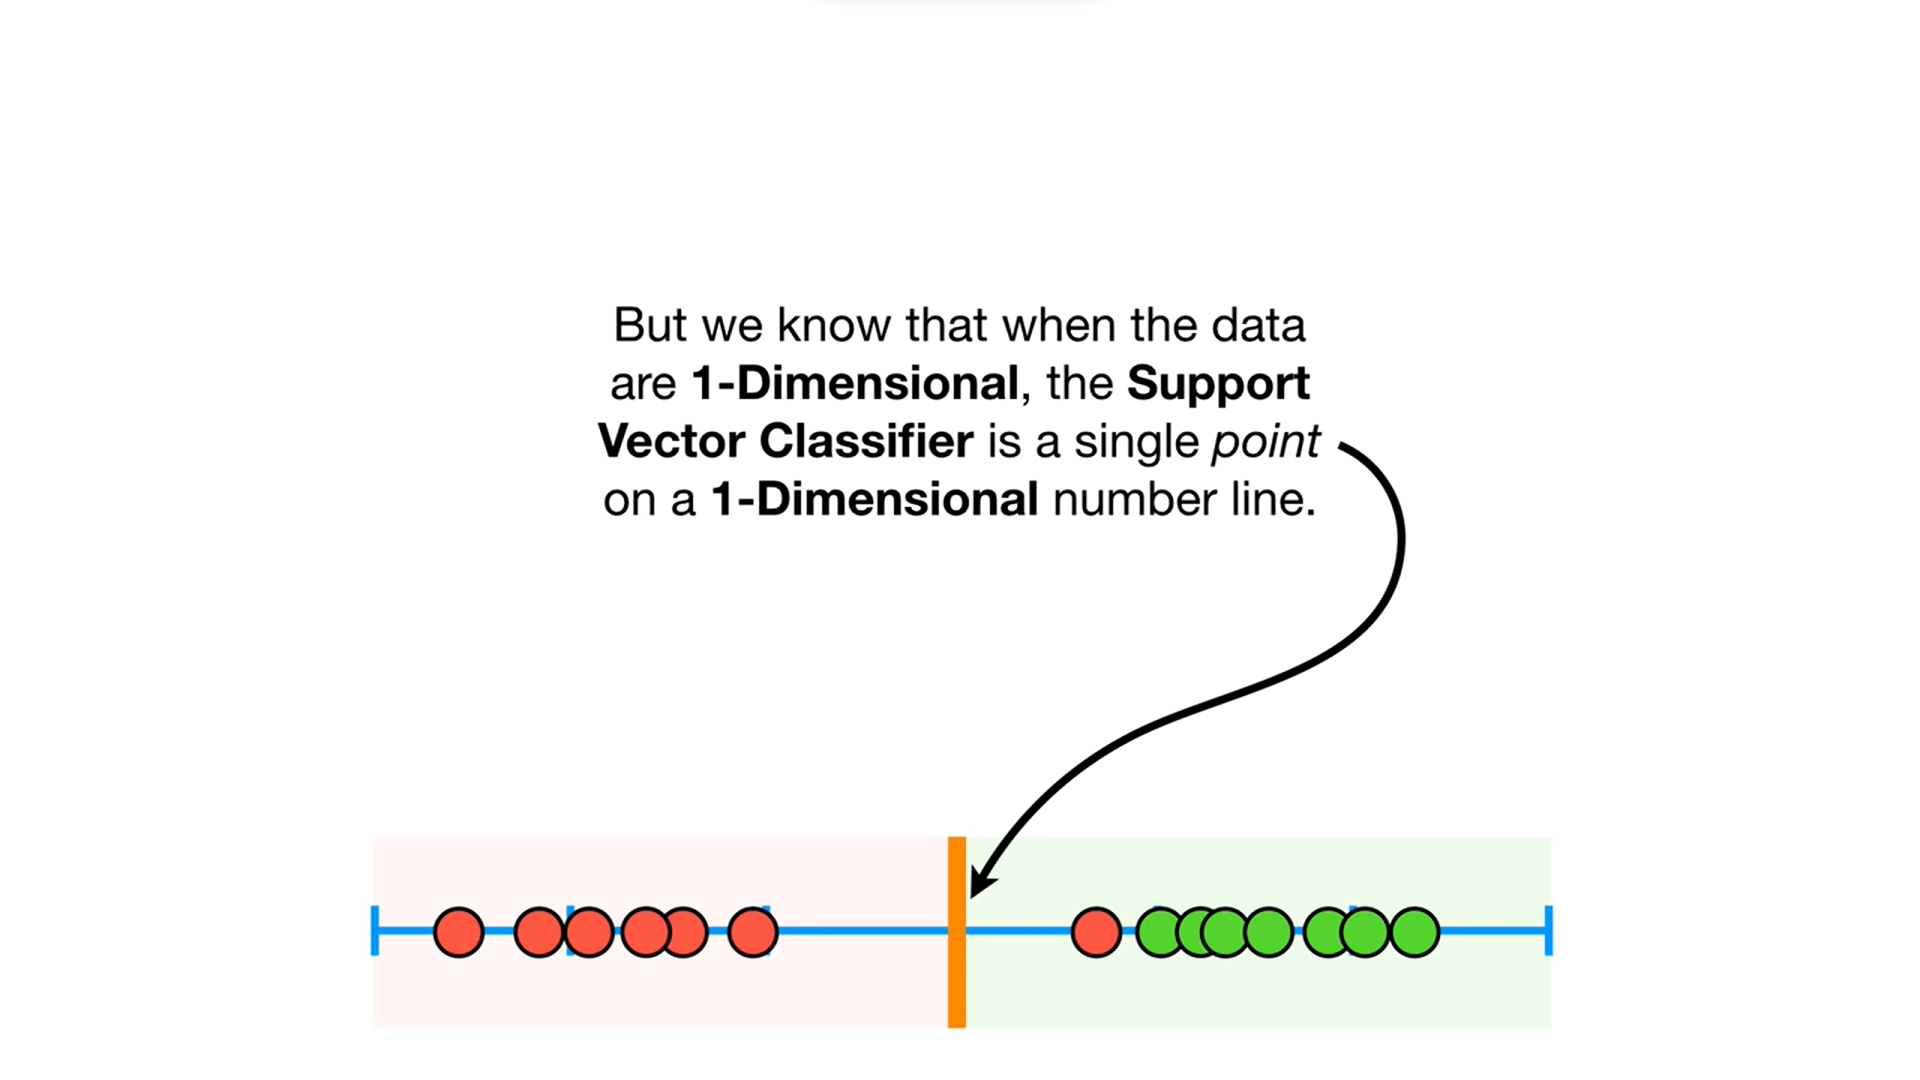 But we know that when the data
are 1-Dimensional, the Support
Vector Classifier is a single point
on a 1-Dimensional number line.